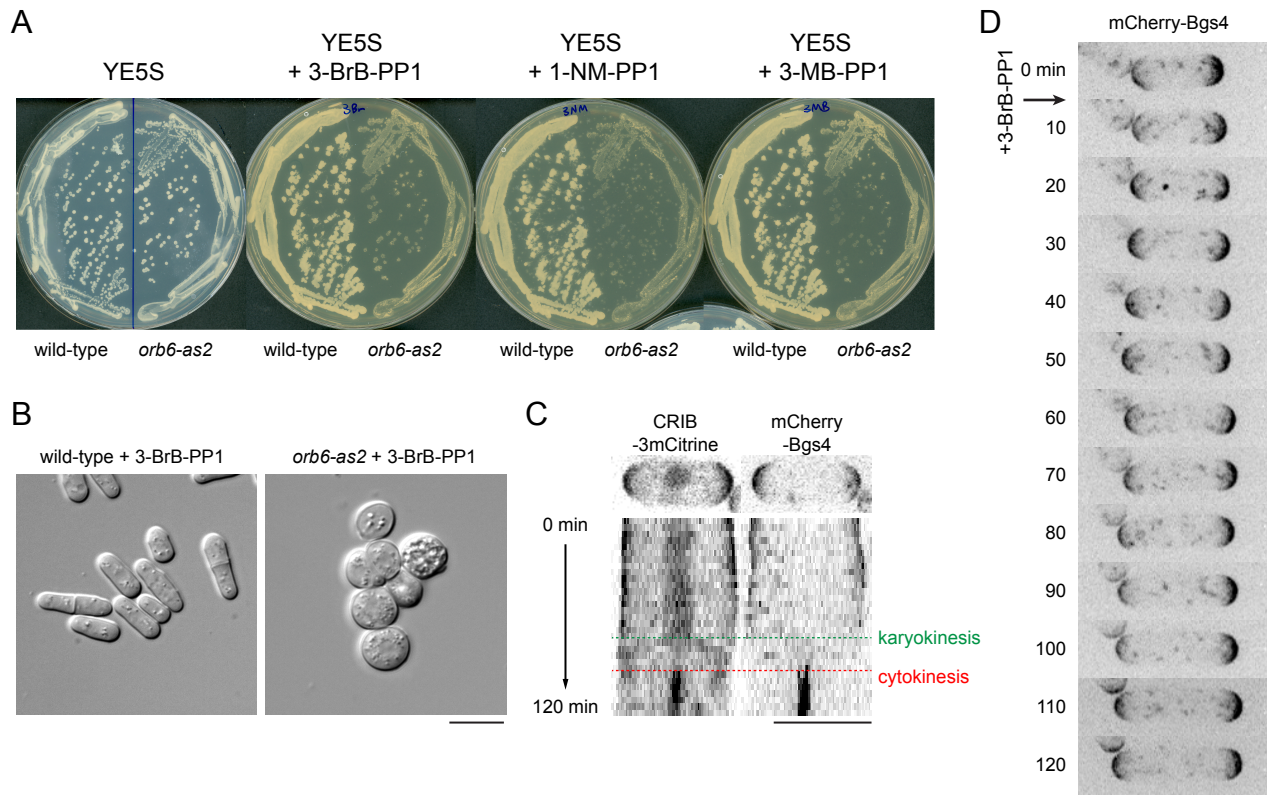 A
YE5S
YE5S
+ 3-BrB-PP1
YE5S
+ 1-NM-PP1
YE5S
+ 3-MB-PP1
3Br
3NM
3MB
wild-type
orb6-as2
wild-type
orb6-as2
wild-type
orb6-as2
wild-type
orb6-as2
B
wild-type + 3-BrB-PP1
orb6-as2 + 3-BrB-PP1
C
CRIB
-3mCitrine
mCherry
-Bgs4
0 min
120 min
karyokinesis
cytokinesis
D
mCherry-Bgs4
+3-BrB-PP1
0 min
10
20
30
40
50
60
70
80
90
100
110
120